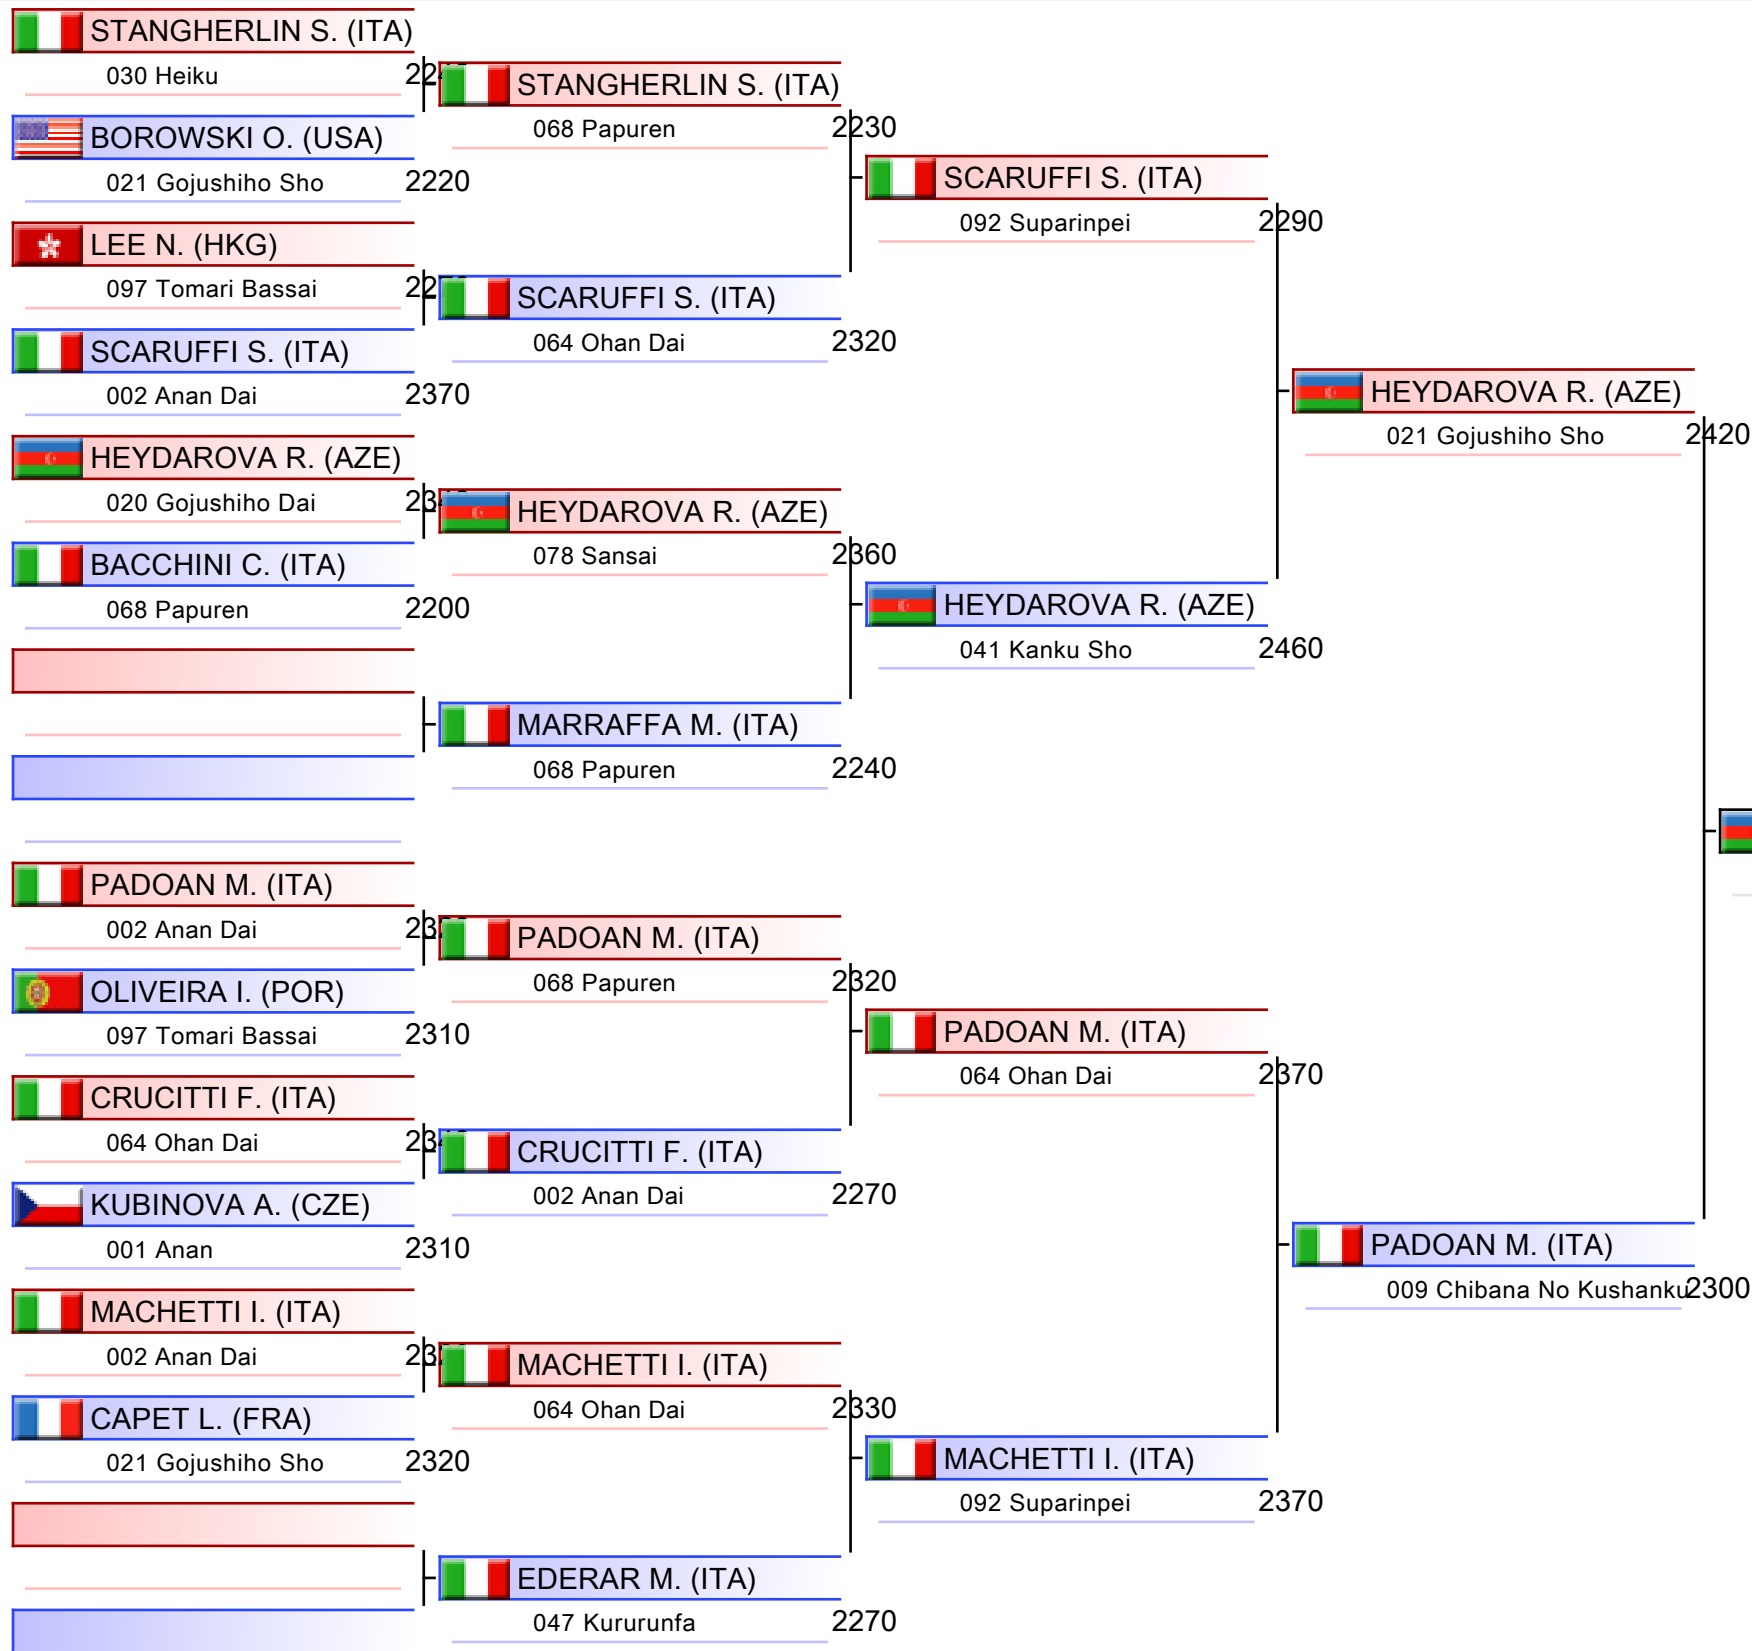 STANGHERLIN S. (ITA)
030 Heiku
BOROWSKI O. (USA)
021 Gojushiho Sho 2220
LEE N. (HKG)
097 Tomari Bassai
SCARUFFI S. (ITA)
002 Anan Dai 2370
HEYDAROVA R. (AZE)
020 Gojushiho Dai
BACCHINI C. (ITA)
068 Papuren 2200
PADOAN M. (ITA)
002 Anan Dai
OLIVEIRA I. (POR)
097 Tomari Bassai 2310
CRUCITTI F. (ITA)
064 Ohan Dai
KUBINOVA A. (CZE)
001 Anan 2310
MACHETTI I. (ITA)
002 Anan Dai
CAPET L. (FRA)
021 Gojushiho Sho 2320
STANGHERLIN S. (ITA)
068 Papuren 2230
SCARUFFI S. (ITA)
064 Ohan Dai 2320
HEYDAROVA R. (AZE)
078 Sansai 2360
MARRAFFA M. (ITA)
068 Papuren 2240
PADOAN M. (ITA)
068 Papuren 2320
CRUCITTI F. (ITA)
002 Anan Dai 2270
MACHETTI I. (ITA)
064 Ohan Dai 2330
EDERAR M. (ITA)
047 Kururunfa 2270
SCARUFFI S. (ITA)
092 Suparinpei 2290
HEYDAROVA R. (AZE)
041 Kanku Sho 2460
PADOAN M. (ITA)
064 Ohan Dai 2370
MACHETTI I. (ITA)
092 Suparinpei 2370
HEYDAROVA R. (AZE)
021 Gojushiho Sho 2420
PADOAN M. (ITA)
009 Chibana No Kushanku 2300